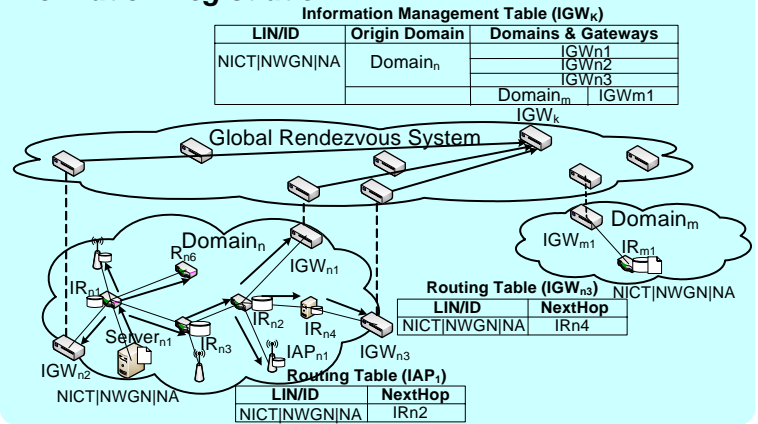 Information Management Table (IGWK)
LIN/ID Origin Domain Domains & Gateways
NICT|NWGN|NA Domainn IGWn1
IGWn2
IGWn3
Domainm IGWm1
IGWk
Global Rendezvous System
Domainn
Rn6
IGWn1
Domainm
IGWm1
IRm1
NICT|NWGN|NA
IRn1
IRn2
IRn4
Servern1
IRn3
IAPn1
IGWn3
IGWn2
NICT|NWGN|NA
Routing Table (IGWn3)
LIN/ID NextHop
NICT|NWGN|NA IRn4
Routing Table (IAP1)
LIN/ID NextHop
NICT|NWGN|NA IRn2